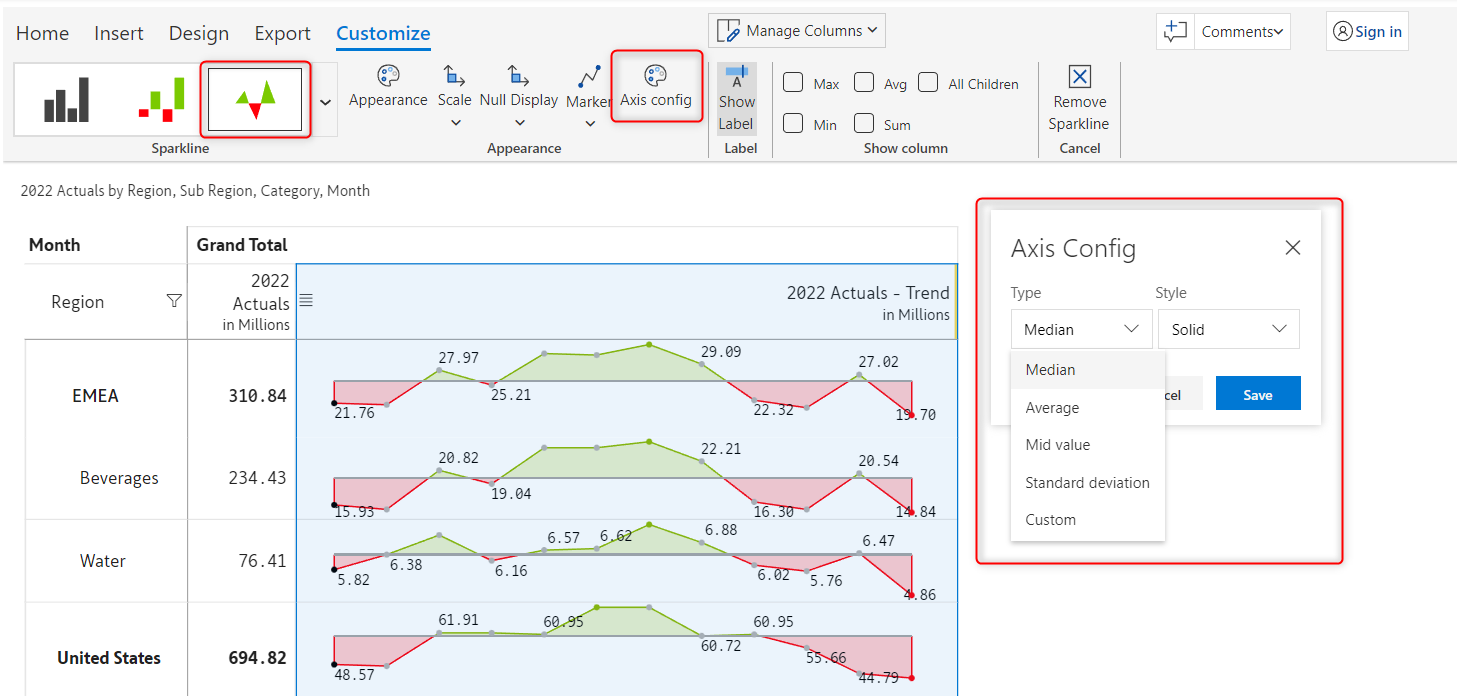 Home Insert Design Export Customize
Manage Columns
Comments
Sign in
Appearance Scale Null Display Marker Axis config
Show Label
Max Avg All Children
Min Sum
Remove Sparkline
Sparkline Appearance Label Show column Cancel
2022 Actuals by Region, Sub Region, Category, Month
Month Grand Total
Region
2022 Actuals in Millions
2022 Actuals - Trend
in Millions
EMEA 310.84
21.76 27.97 25.21 29.09 22.32 27.02 19.70
Beverages 234.43
15.93 20.82 19.04 22.21 16.30 20.54 14.84
Water 76.41
5.82 6.38 6.16 6.57 6.62 6.88 6.02 5.76 6.47 4.86
United States 694.82
48.57 61.91 60.95 60.72 60.95 55.66 44.79
Axis Config
Type Style
Median Solid
Median
Average
Mid value
Standard deviation
Custom
cel Save